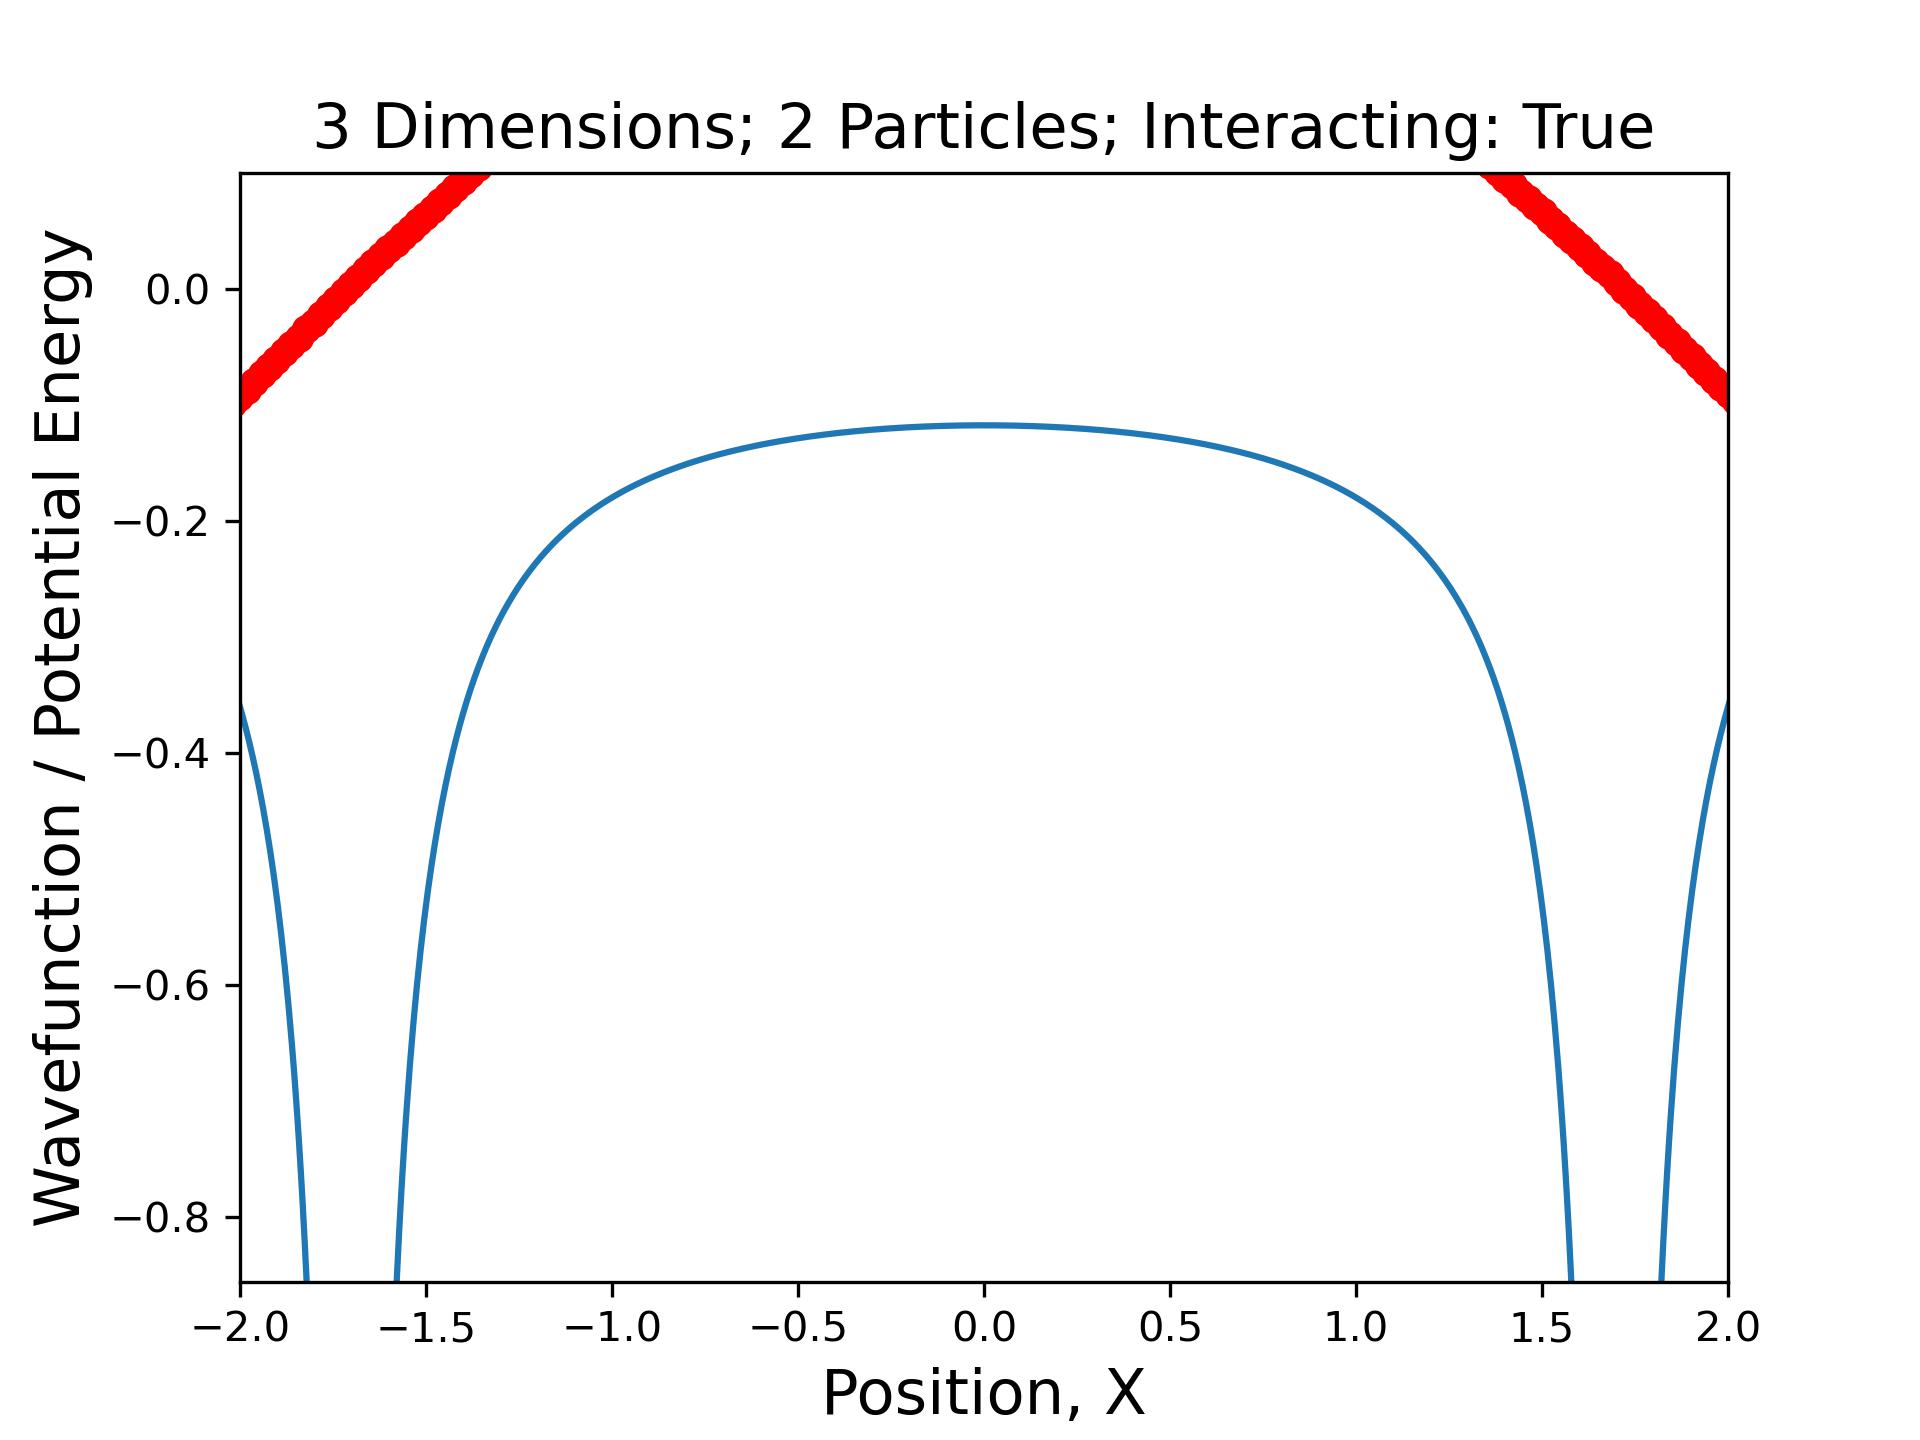 3 Dimensions; 2 Particles; Interacting: True
Wavefunction / Potential Energy
0.0
−0.2
−0.4
−0.6
−0.8
−2.0 −1.5 −1.0 −0.5 0.0 0.5 1.0 1.5 2.0
Position, X